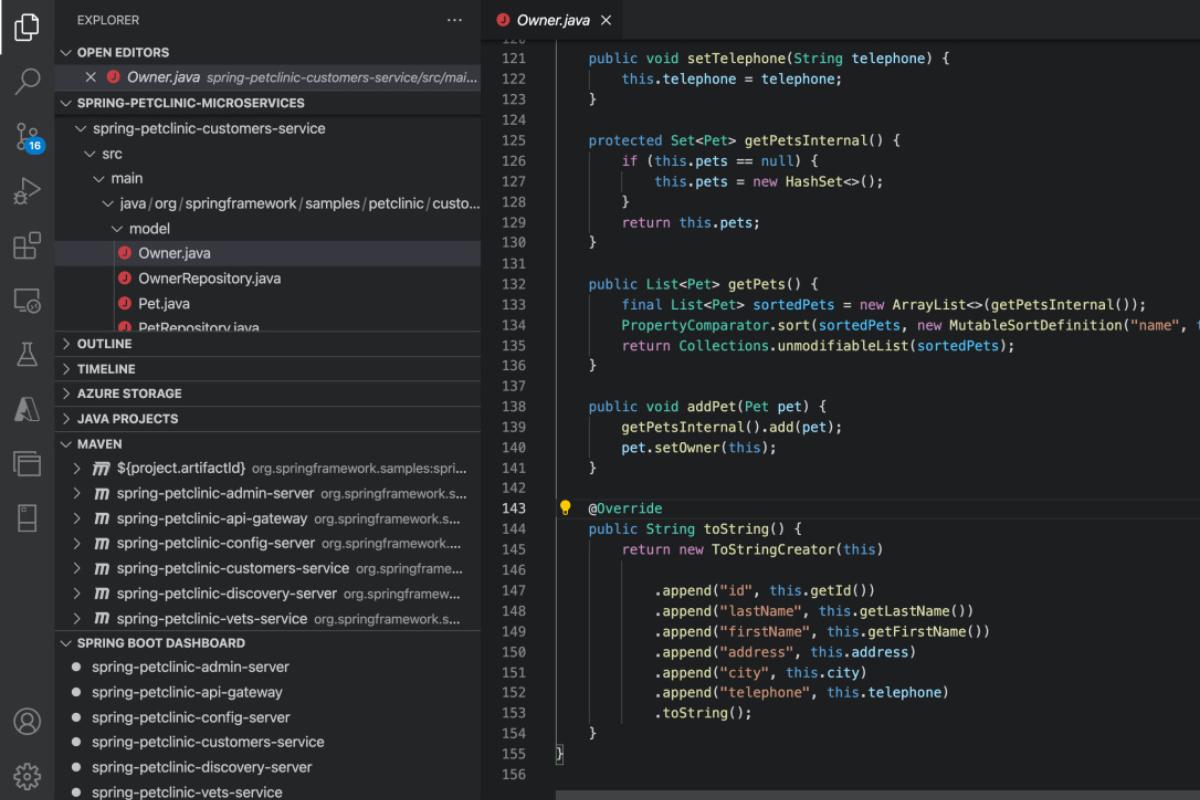 EXPLORER
···
OPEN EDITORS
Owner.java spring-petclinic-customers-service/src/mai...
SPRING-PETCLINIC-MICROSERVICES
spring-petclinic-customers-service
src
main
java/org/springframework/samples/petclinic/custo...
model
Owner.java
OwnerRepository.java
Pet.java
PetRepository.java
OUTLINE
TIMELINE
AZURE STORAGE
JAVA PROJECTS
MAVEN
${project.artifactId} org.springframework.samples:spri...
spring-petclinic-admin-server org.springframework.s...
spring-petclinic-api-gateway org.springframework.s...
spring-petclinic-config-server org.springframework....
spring-petclinic-customers-service org.springframe...
spring-petclinic-discovery-server org.springframew...
spring-petclinic-vets-service org.springframework.s...
SPRING BOOT DASHBOARD
spring-petclinic-admin-server
spring-petclinic-api-gateway
spring-petclinic-config-server
spring-petclinic-customers-service
spring-petclinic-discovery-server
spring-petclinic-vets-service
16
Owner.java
120
121 public void setTelephone(String telephone) {
122 this.telephone = telephone;
123 }
124
125 protected Set<Pet> getPetsInternal() {
126 if (this.pets == null) {
127 this.pets = new HashSet<>();
128 }
129 return this.pets;
130 }
131
132 public List<Pet> getPets() {
133 final List<Pet> sortedPets = new ArrayList<>(getPetsInternal());
134 PropertyComparator.sort(sortedPets, new MutableSortDefinition("name",
135 return Collections.unmodifiableList(sortedPets);
136 }
137
138 public void addPet(Pet pet) {
139 getPetsInternal().add(pet);
140 pet.setOwner(this);
141 }
142
143 @Override
144 public String toString() {
145 return new ToStringCreator(this)
146
147 .append("id", this.getId())
148 .append("lastName", this.getLastName())
149 .append("firstName", this.getFirstName())
150 .append("address", this.address)
151 .append("city", this.city)
152 .append("telephone", this.telephone)
153 .toString();
154 }
155 }
156